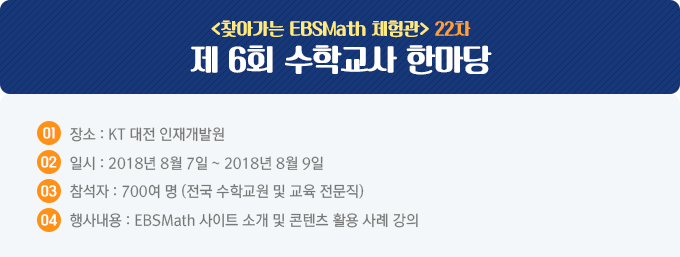 <찾아가는 EBSMath 체험관> 22차
제 6회 수학교사 한마당
01 장소 : KT 대전 인재개발원
02 일시 : 2018년 8월 7일 ~ 2018년 8월 9일
03 참석자 : 700여 명 (전국 수학교원 및 교육 전문직)
04 행사내용 : EBSMath 사이트 소개 및 콘텐츠 활용 사례 강의